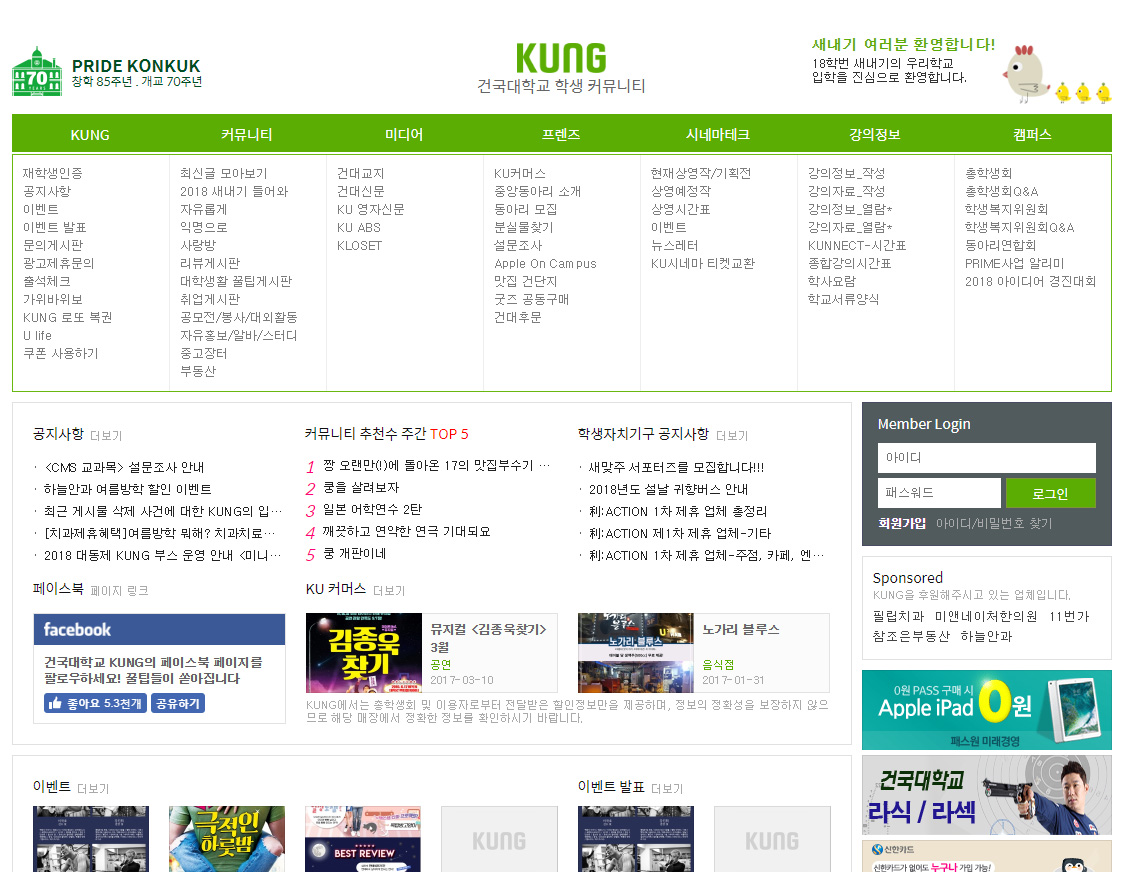 70
YEARS
PRIDE KONKUK
창학 85주년 . 개교 70주년
KUNG
건국대학교 학생 커뮤니티
새내기 여러분 환영합니다!
18학번 새내기의 우리학교
입학을 진심으로 환영합니다.
KUNG 커뮤니티 미디어 프렌즈 시네마테크 강의정보 캠퍼스
재학생인증
공지사항
이벤트
이벤트 발표
문의게시판
광고제휴문의
출석체크
가위바위보
KUNG 로또 복권
U life
쿠폰 사용하기
최신글 모아보기
2018 새내기 들어와
자유롭게
익명으로
사랑방
리뷰게시판
대학생활 꿀팁게시판
취업게시판
공모전/봉사/대외활동
자유홍보/알바/스터디
중고장터
부동산
건대교지
건대신문
KU 영자신문
KU ABS
KLOSET
KU커머스
중앙동아리 소개
동아리 모집
분실물찾기
설문조사
Apple On Campus
맛집 건단지
굿즈 공동구매
건대후문
현재상영작/기획전
상영예정작
상영시간표
이벤트
뉴스레터
KU시네마 티켓교환
강의정보_작성
강의자료_작성
강의정보_열람*
강의자료_열람*
KUNNECT-시간표
종합강의시간표
학사요람
학교서류양식
총학생회
총학생회Q&A
학생복지위원회
학생복지위원회Q&A
동아리연합회
PRIME사업 알리미
2018 아이디어 경진대회
공지사항 더보기
· <CMS 교과목> 설문조사 안내
· 하늘안과 여름방학 할인 이벤트
· 최근 게시물 삭제 사건에 대한 KUNG의 입…
· [치과제휴혜택]여름방학 뭐해? 치과치료…
· 2018 대동제 KUNG 부스 운영 안내 <미니…
커뮤니티 추천수 주간 TOP 5
1 짱 오랜만(!)에 돌아온 17의 맛집부수기 …
2 쿵을 살려보자
3 일본 어학연수 2탄
4 깨끗하고 연약한 연극 기대되요
5 쿵 개판이네
학생자치기구 공지사항 더보기
· 새맞주 서포터즈를 모집합니다!!!
· 2018년도 설날 귀향버스 안내
· 利:ACTION 1차 제휴 업체 총정리
· 利:ACTION 제1차 제휴 업체-기타
· 利:ACTION 1차 제휴 업체-주점, 카페, 엔…
Member Login
아이디
패스워드
로그인
회원가입 아이디/비밀번호 찾기
페이스북 페이지 링크
facebook
건국대학교 KUNG의 페이스북 페이지를
팔로우하세요! 꿀팁들이 쏟아집니다
좋아요 5.3천개 공유하기
KU 커머스 더보기
김종욱
찾기
뮤지컬 <김종욱찾기>
3월
공연
2017-03-10
노가리·블루스
노가리 블루스
음식점
2017-01-31
KUNG에서는 총학생회 및 이용자로부터 전달받은 할인정보만을 제공하며, 정보의 정확성을 보장하지 않으
므로 해당 매장에서 정확한 정보를 확인하시기 바랍니다.
Sponsored
KUNG을 후원해주시고 있는 업체입니다.
필립치과 미앤네이처한의원 11번가
참조은부동산 하늘안과
0원 PASS 구매 시
Apple iPad 0원
패스원 미래경영
건국대학교
라식 / 라섹
신한카드
신한카드가 없어도 누구나 가입 가능!
이벤트 더보기
극적인
하룻밤
BEST REVIEW
KUNG
이벤트 발표 더보기
KUNG